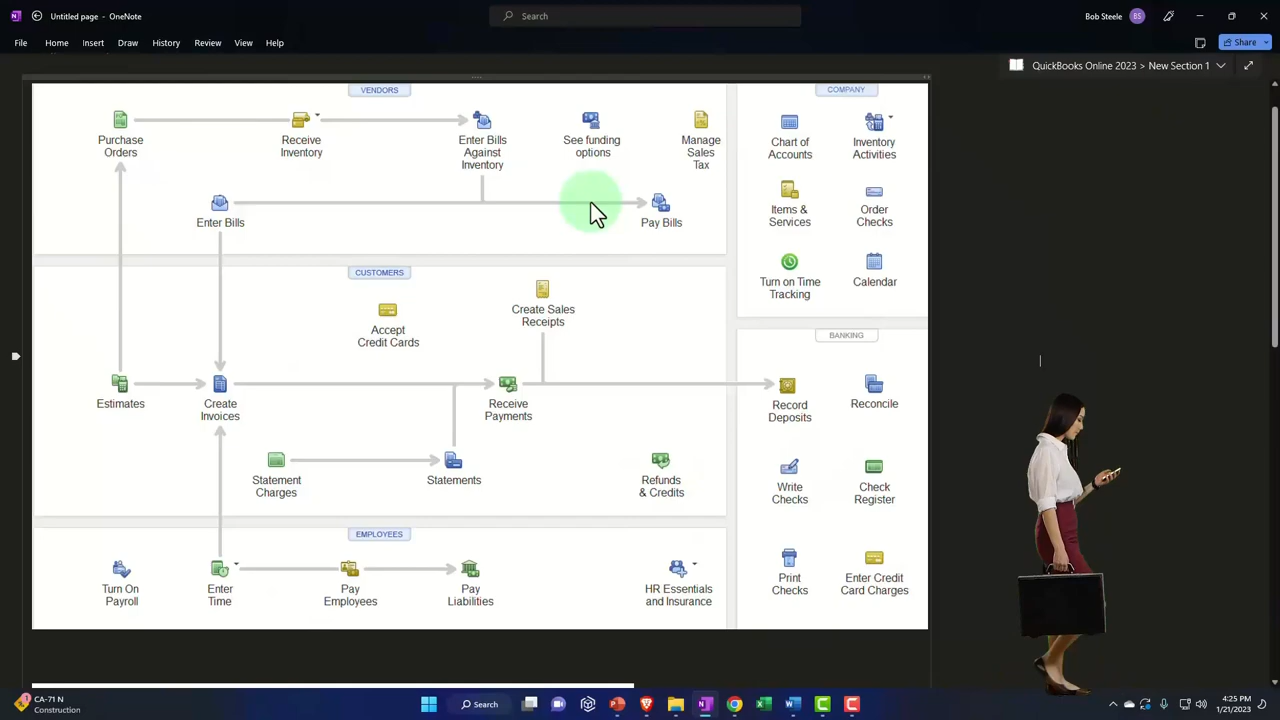 Untitled page - OneNote
Search
Bob Steele
BS
File
Home
Insert
Draw
History
Review
View
Help
Share
QuickBooks Online 2023 > New Section 1
VENDORS
COMPANY
Purchase
Orders
Receive
Inventory
Enter Bills
Against
Inventory
See funding
options
Manage
Sales
Tax
Chart of
Accounts
Inventory
Activities
Enter Bills
Pay Bills
Items &
Services
Order
Checks
CUSTOMERS
Turn on Time
Tracking
Calendar
Accept
Credit Cards
Create Sales
Receipts
BANKING
Estimates
Create
Invoices
Receive
Payments
Record
Deposits
Reconcile
Statement
Charges
Statements
Refunds
& Credits
Write
Checks
Check
Register
EMPLOYEES
Turn On
Payroll
Enter
Time
Pay
Employees
Pay
Liabilities
HR Essentials
and Insurance
Print
Checks
Enter Credit
Card Charges
CA-71 N
Construction
Search
4:25 PM
1/21/2023